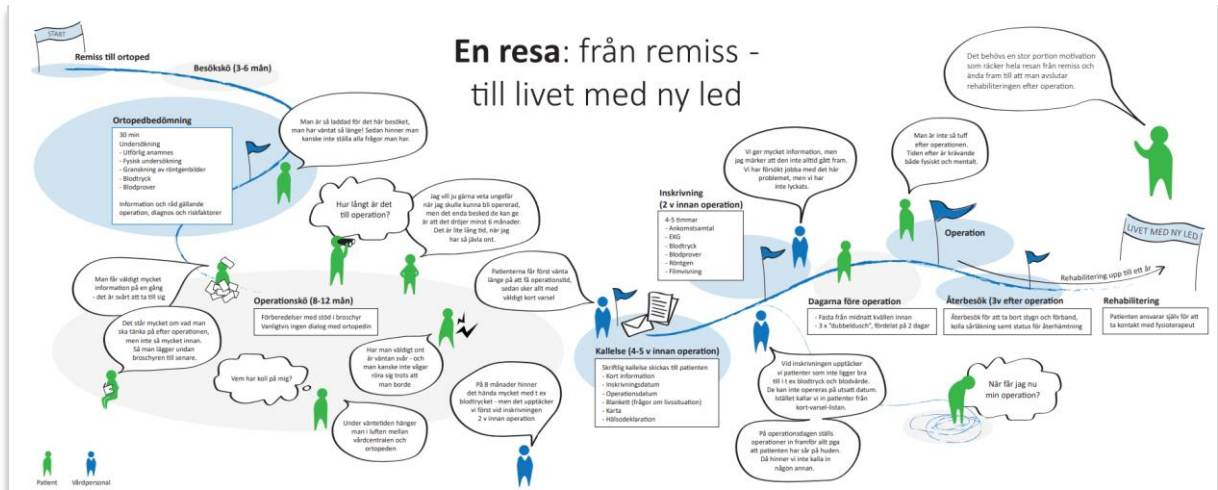 En resa: från remiss -
till livet med ny led
START
Remiss till ortoped
Besökskö (3-6 mån)
Ortopedbedömning
30 min
Undersökning
- Utförlig anamnes
- Fysisk undersökning
- Granskning av röntgenbilder
- Blodtryck
- Blodprover
Information och råd gällande
operation, diagnos och riskfaktorer
Man är så laddad för det här besöket,
man har väntat så länge! Sedan hinner man
kanske inte ställa alla frågor man har.
Hur långt är det
till operation?
Jag vill ju gärna veta ungefär
när jag skulle kunna bli opererad,
men det enda besked de kan ge
är att det dröjer minst 6 månader.
Det är lite lång tid, när jag
har så jävla ont.
Man får väldigt mycket
information på en gång
- det är svårt att ta till sig
Operationskö (8-12 mån)
Förberedelser med stöd i broschyr
Vanligtvis ingen dialog med ortopedin
Det står mycket om vad man
ska tänka på efter operationen,
men inte så mycket innan.
Så man lägger undan
broschyren till senare.
Vem har koll på mig?
Har man väldigt ont
är väntan svår - och
man kanske inte vågar
röra sig trots att
man borde
Under väntetiden hänger
man i luften mellan
vårdcentralen och
ortopeden
Patienterna får först vänta
länge på att få operationstid,
sedan sker allt med
väldigt kort varsel
På 8 månader hinner
det hända mycket med t ex
blodtrycket - men det upptäcker
vi först vid inskrivningen
2 v innan operation
Kallelse (4-5 v innan operation)
Skriftlig kallelse skickas till patienten
- Kort information
- Inskrivningsdatum
- Operationsdatum
- Blankett (frågor om livssituation)
- Karta
- Hälsodeklaration
Inskrivning
(2 v innan operation)
4-5 timmar
- Ankomstsamtal
- EKG
- Blodtryck
- Blodprover
- Röntgen
- Filmvisning
Vi ger mycket information, men
jag märker att den inte alltid gått fram.
Vi har försökt jobba med det här
problemet, men vi har
inte lyckats.
Vid inskrivningen upptäcker
vi patienter som inte ligger bra
till i t ex blodtryck och blodvärde.
De kan inte opereras på utsatt datum.
Istället kallar vi in patienter från
kort-varsel-listan.
På operationsdagen ställs
operationer in framför allt pga
att patienten har sår på huden.
Då hinner vi inte kalla in
någon annan.
Dagarna före operation
- Fasta från midnatt kvällen innan
- 3 x "dubbeldusch", fördelat på 2 dagar
Man är inte så tuff
efter operationen.
Tiden efter är krävande
både fysiskt och mentalt.
Operation
Återbesök (3v efter operation
Återbesök för att ta bort stygn och förband,
kolla sårläkning samt status för återhämtning
När får jag nu
min operation?
Det behövs en stor portion motivation
som räcker hela resan från remiss och
ända fram till att man avslutar
rehabiliteringen efter operation.
LIVET MED NY LED
Rehabilitering upp till ett år
Rehabilitering
Patienten ansvarar själv för att
ta kontakt med fysioterapeut
Patient
Vårdpersonal